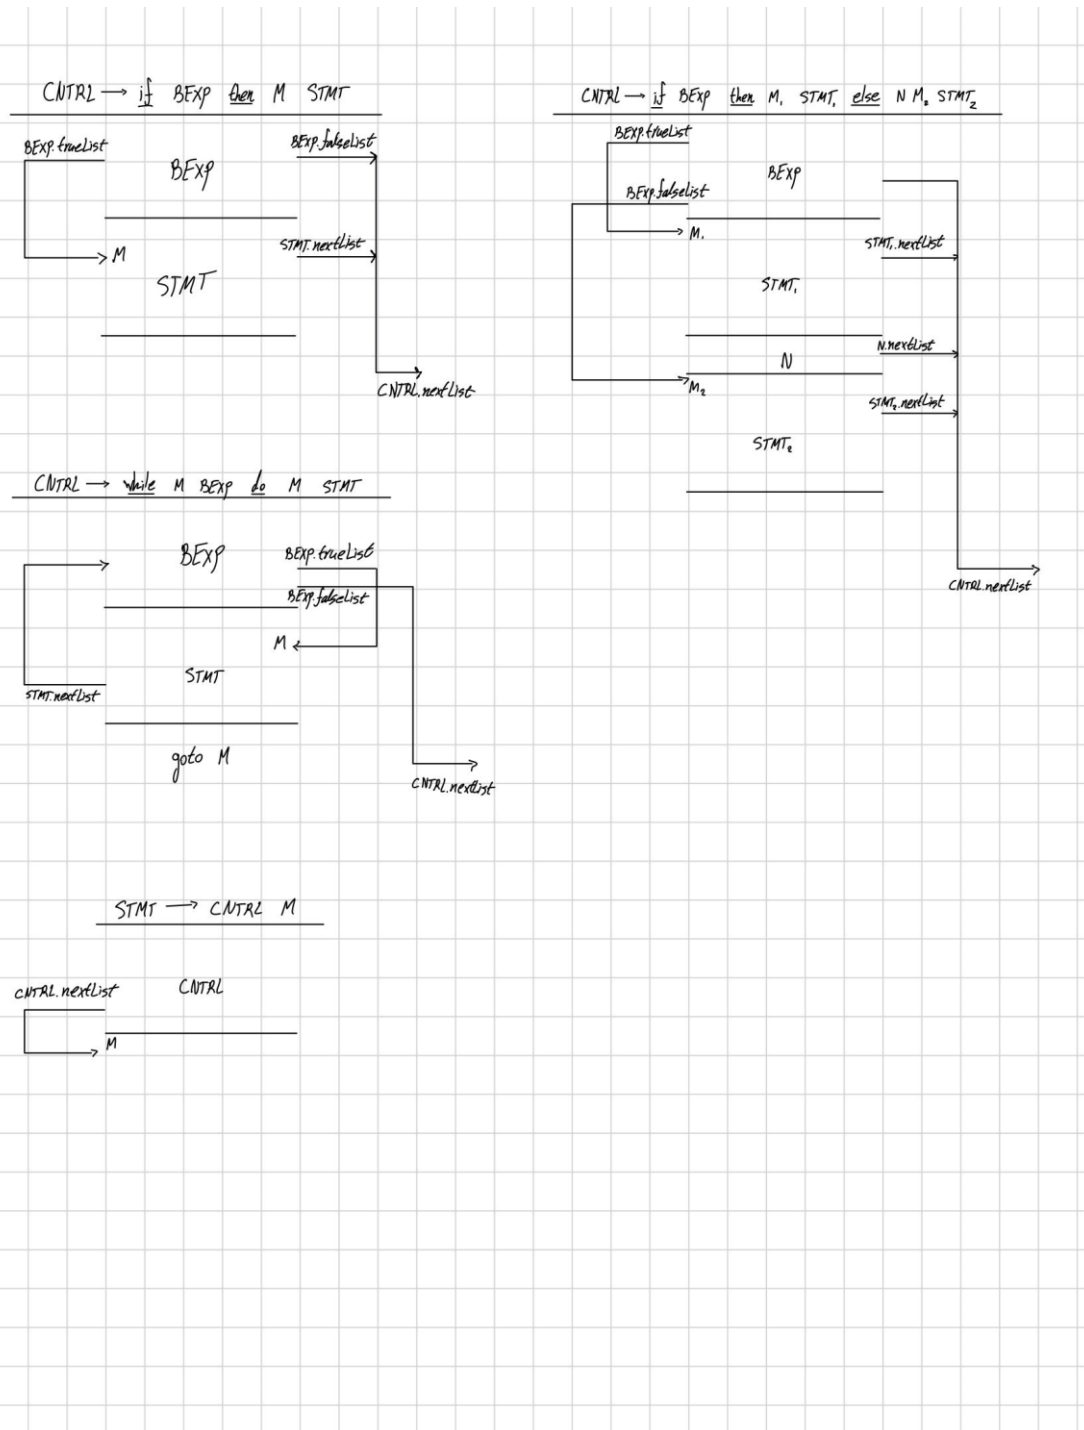 CNTRL → if BEXP then M STMT
BEXP.trueList
BEXP.falseList
BEXP
STMT.nextList
M
STMT
CNTRL.nextList
CNTRL → if BEXP then M₁ STMT₁ else N M₂ STMT₂
BEXP.trueList
BEXP
BEXP.falseList
M₁
STMT₁.nextList
STMT₁
N.nextList
N
M₂
STMT₂.nextList
STMT₂
CNTRL.nextList
CNTRL → while M BEXP do M STMT
BEXP
BEXP.trueList
BEXP.falseList
M
STMT
STMT.nextList
goto M
CNTRL.nextList
STMT → CNTRL M
CNTRL.nextList
CNTRL
M